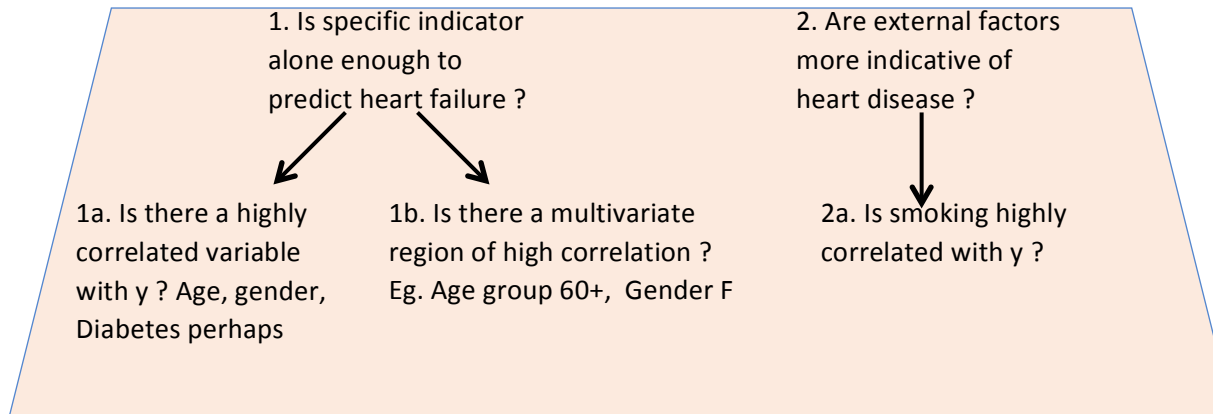 1. Is specific indicator
alone enough to
predict heart failure ?
2. Are external factors
more indicative of
heart disease ?
1a. Is there a highly
correlated variable
with y ? Age, gender,
Diabetes perhaps
1b. Is there a multivariate
region of high correlation ?
Eg. Age group 60+, Gender F
2a. Is smoking highly
correlated with y ?